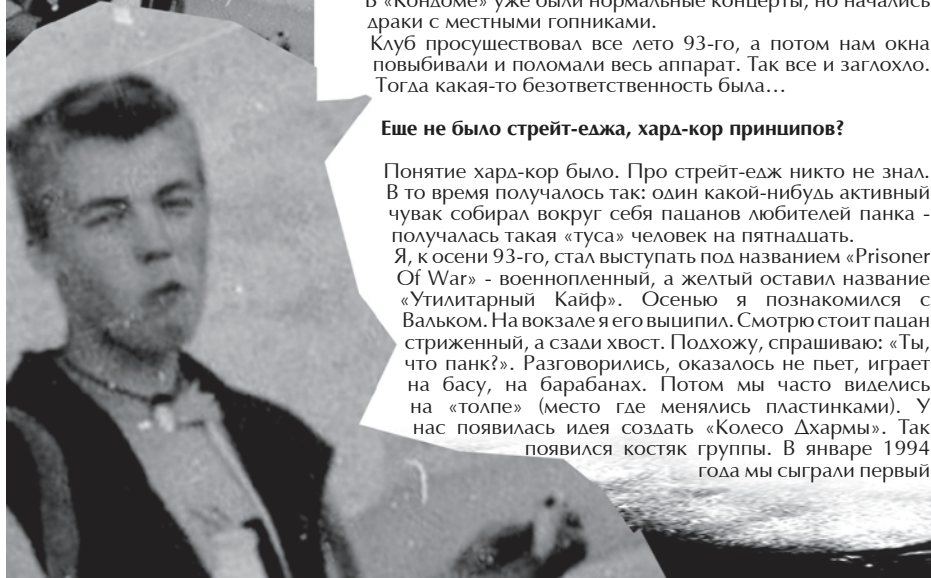 В «Кондоме» уже были нормальные концерты, но начались
драки с местными гопниками.
Клуб просуществовал все лето 93-го, а потом нам окна
повыбивали и поломали весь аппарат. Так все и заглохло.
Тогда какая-то безответственность была…
Еше не было стрейт-еджа, хард-кор принципов?
Понятие хард-кор было. Про стрейт-едж никто не знал.
В то время получалось так: один какой-нибудь активный
чувак собирал вокруг себя пацанов любителей панка -
получалась такая «туса» человек на пятнадцать.
Я, к осени 93-го, стал выступать под названием «Prisoner
Of War» - военнопленный, а желтый оставил название
«Утилитарный Кайф». Осенью я познакомился с
Вальком. На вокзале я его выципил. Смотрю стоит пацан
стриженный, а сзади хвост. Подхожу, спрашиваю: «Ты,
что панк?». Разговорились, оказалось не пьет, играет
на басу, на барабанах. Потом мы часто виделись
на «толпе» (место где менялись пластинками). У
нас появилась идея создать «Колесо Дхармы». Так
появился костяк группы. В январе 1994
года мы сыграли первый